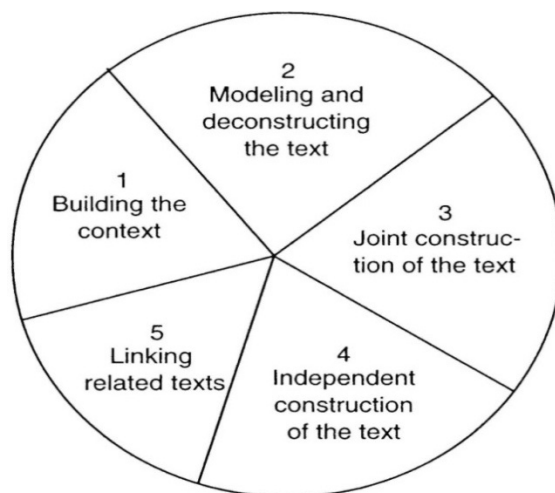 1
Building the
context
2
Modeling and
deconstructing
the text
3
Joint construc-
tion of the text
4
Independent
construction
of the text
5
Linking
related texts